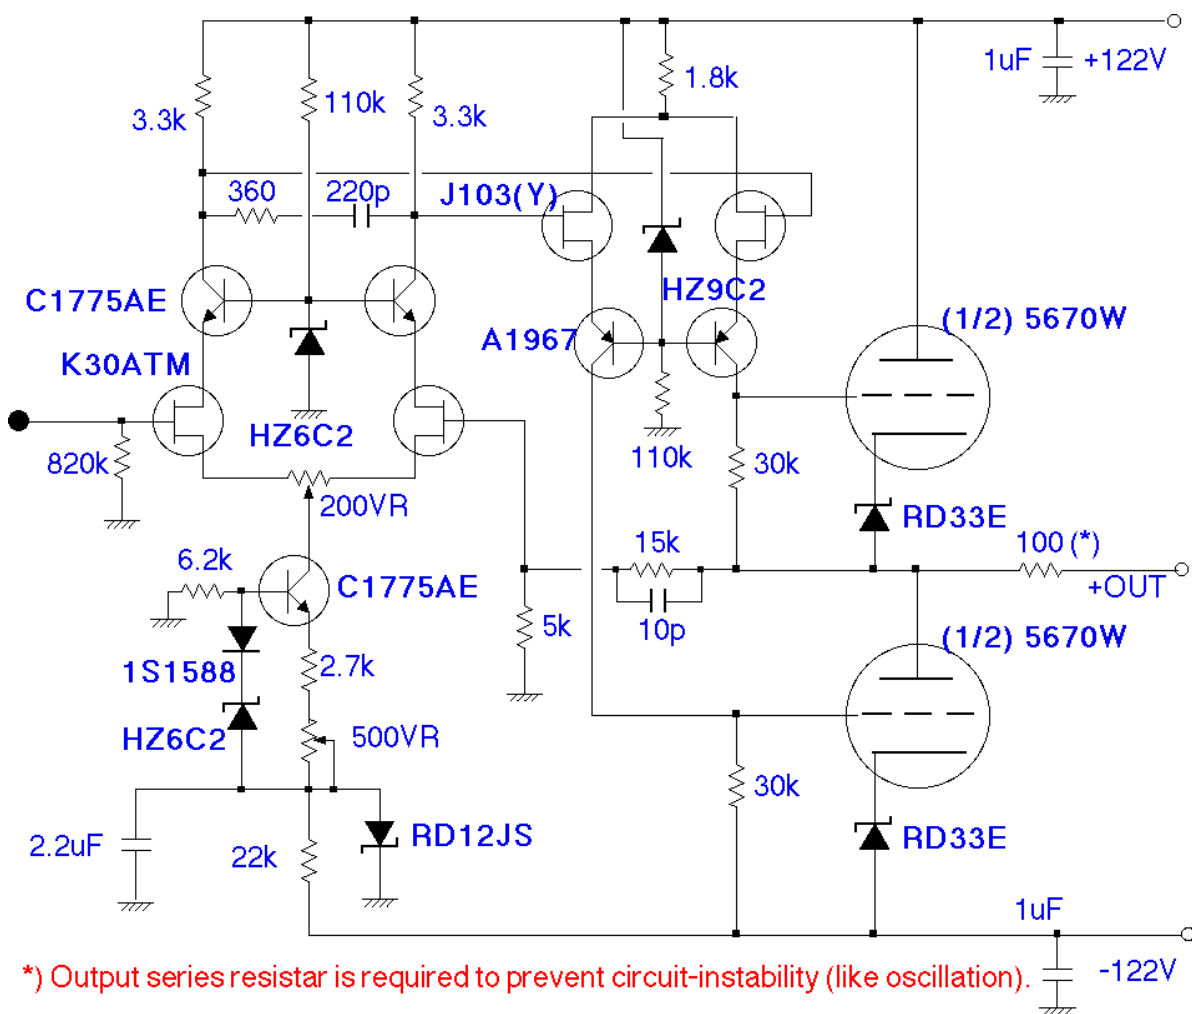 1uF
+122V
1.8k
3.3k
110k
3.3k
360
220p
J103(Y)
C1775AE
HZ9C2
(1/2) 5670W
A1967
K30ATM
HZ6C2
820k
110k
30k
200VR
RD33E
15k
100 (*)
6.2k
C1775AE
+OUT
5k
10p
(1/2) 5670W
1S1588
2.7k
HZ6C2
500VR
30k
2.2uF
22k
RD12JS
RD33E
1uF
-122V
*) Output series resistar is required to prevent circuit-instability (like oscillation).